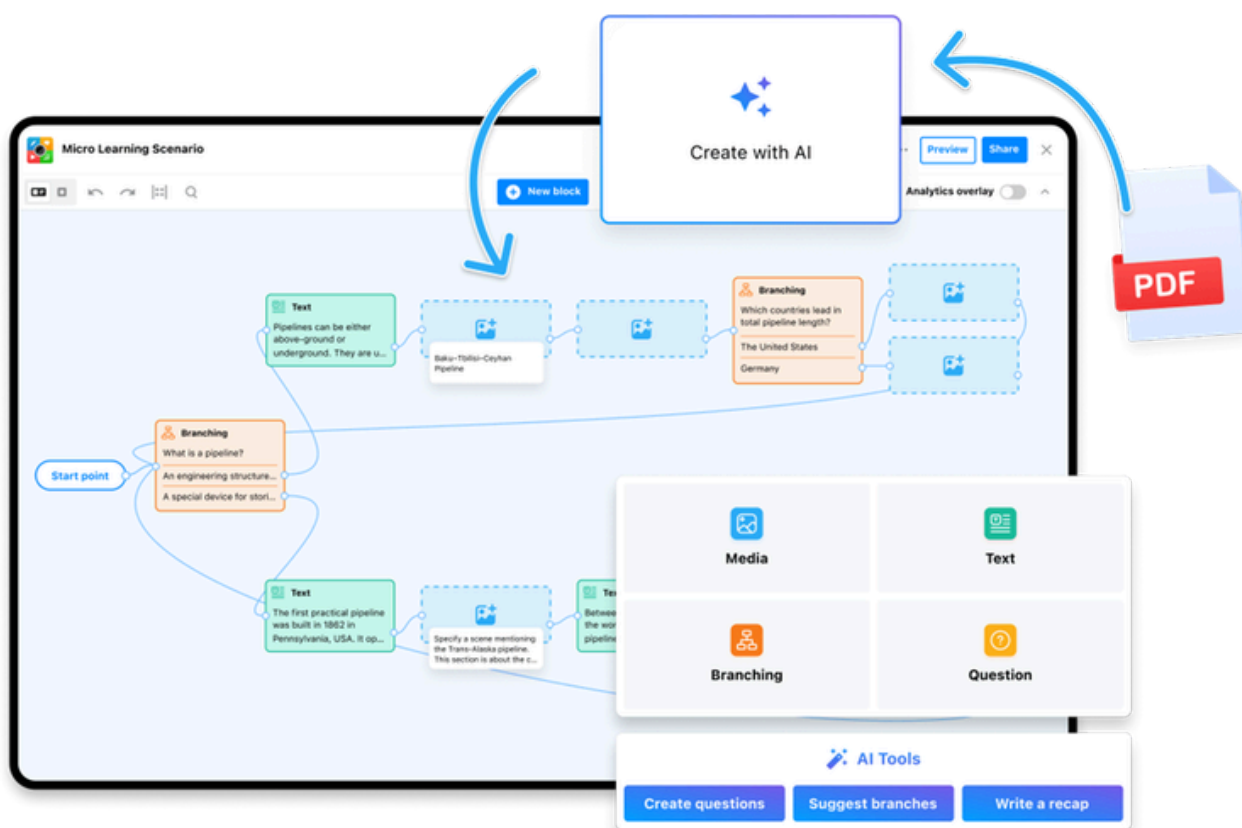 Create with AI
Micro Learning Scenario
Preview
Share
New block
Analytics overlay
PDF
Text
Pipelines can be either
above-ground or
underground. They are u...
Baku-Tbilisi-Ceyhan
Pipeline
Branching
Which countries lead in
total pipeline length?
The United States
Germany
Start point
Branching
What is a pipeline?
An engineering structure...
A special device for stori...
Text
The first practical pipeline
was built in 1862 in
Pennsylvania, USA. It op...
Specify a scene mentioning
the Trans-Alaska pipeline.
This section is about the c...
the wor
pipelin
Media
Text
Branching
Question
AI Tools
Create questions
Suggest branches
Write a recap